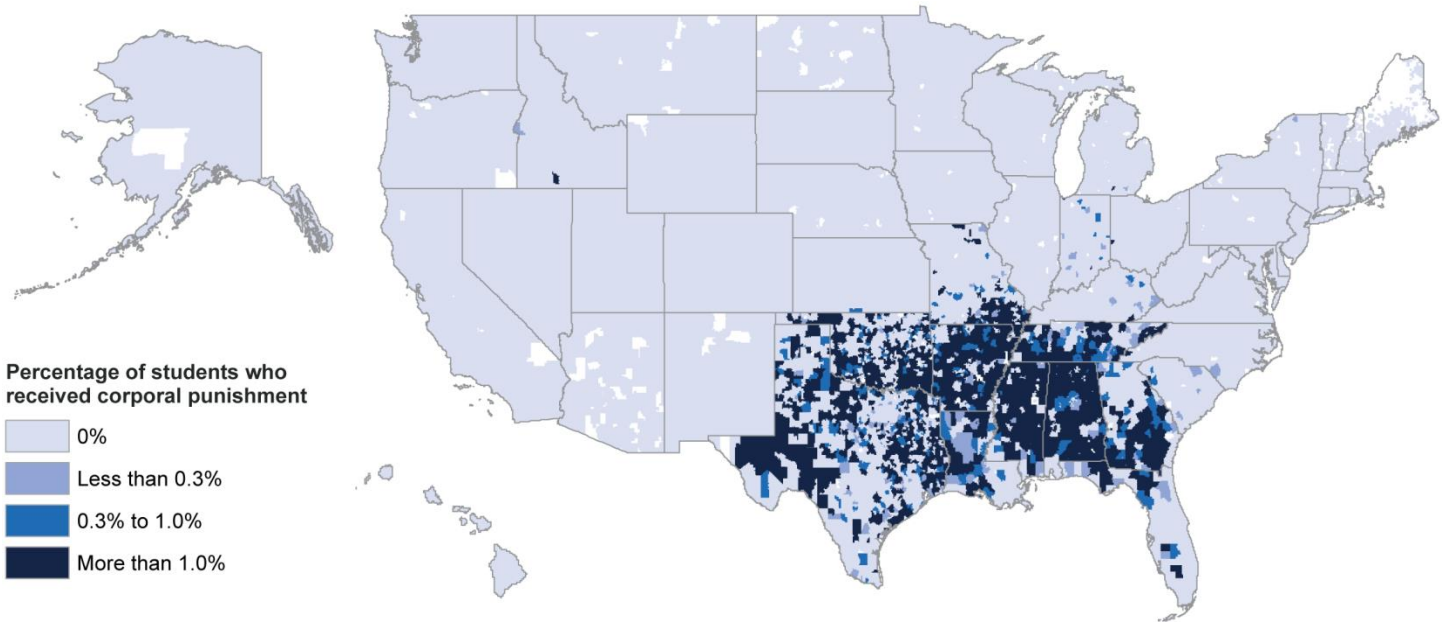 Percentage of students who
received corporal punishment
0%
Less than 0.3%
0.3% to 1.0%
More than 1.0%